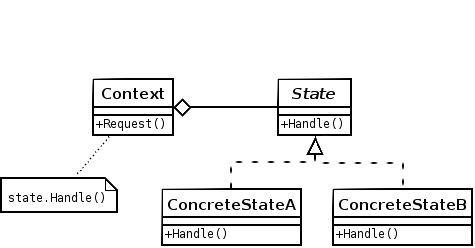 Context
+Request()
State
+Handle()
state.Handle()
ConcreteStateA
+Handle()
ConcreteStateB
+Handle()